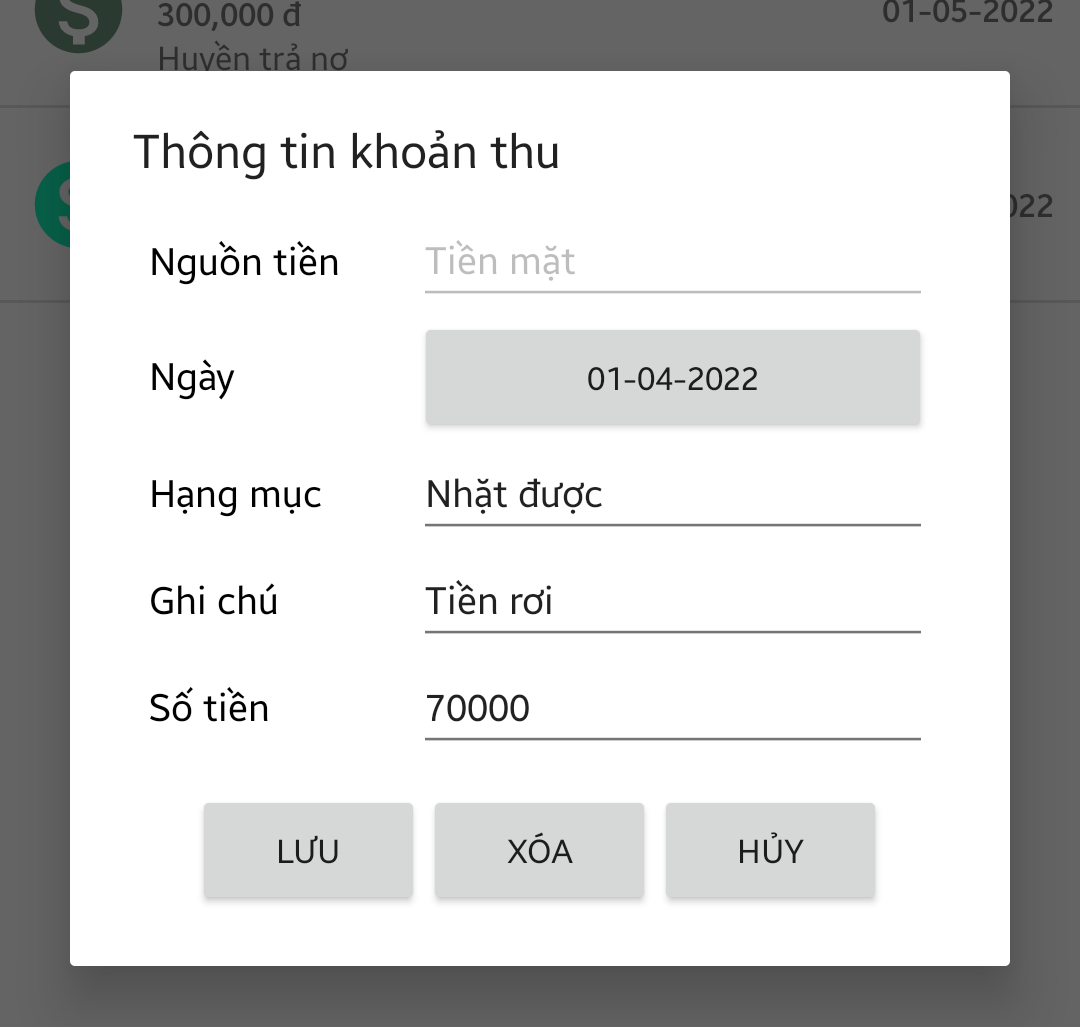 300,000 đ
01-05-2022
Huyền trả nợ
022
Thông tin khoản thu
Nguồn tiền
Tiền mặt
Ngày
01-04-2022
Hạng mục
Nhặt được
Ghi chú
Tiền rơi
Số tiền
70000
LƯU
XÓA
HỦY